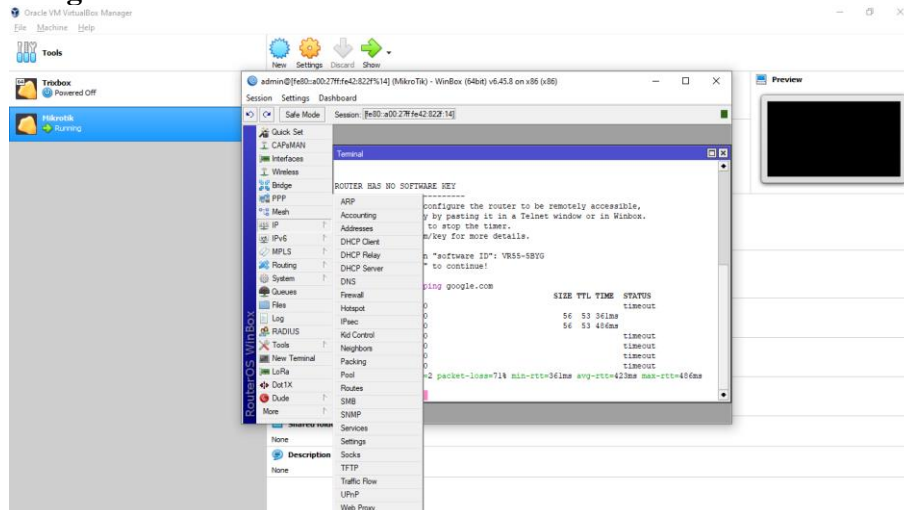 Oracle VM VirtualBox Manager
File Machine Help
Tools
New Settings Discard Show
Trixbox
Powered Off
Mikrotik
Running
Preview
admin@[fe80::a00:27ff:fe42:822f%14] (MikroTik) - WinBox (64bit) v6.45.8 on x86 (x86)
Session Settings Dashboard
Safe Mode Session: [fe80::a00:27ff:fe42:822f:14]
RouterOS WinBox
Quick Set
CAPsMAN
Interfaces
Wireless
Bridge
PPP
Mesh
IP
IPv6
MPLS
Routing
System
Queues
Files
Log
RADIUS
Tools
New Terminal
LoRa
Dot1X
Dude
More
ARP
Accounting
Addresses
DHCP Client
DHCP Relay
DHCP Server
DNS
Firewall
Hotspot
IPsec
Kid Control
Neighbors
Packing
Pool
Routes
SMB
SNMP
Services
Settings
Socks
TFTP
Traffic Flow
UPnP
Web Proxy
Terminal
ROUTER HAS NO SOFTWARE KEY
----------
configure the router to be remotely accessible,
y by pasting it in a Telnet window or in Winbox.
to stop the timer.
m/key for more details.
n "software ID": VR55-5BYG
" to continue!
ping google.com
SIZE TTL TIME STATUS
0 timeout
0 56 53 361ms
0 56 53 486ms
0 timeout
0 timeout
0 timeout
0 timeout
=2 packet-loss=71% min-rtt=361ms avg-rtt=423ms max-rtt=486ms
None
Description
None